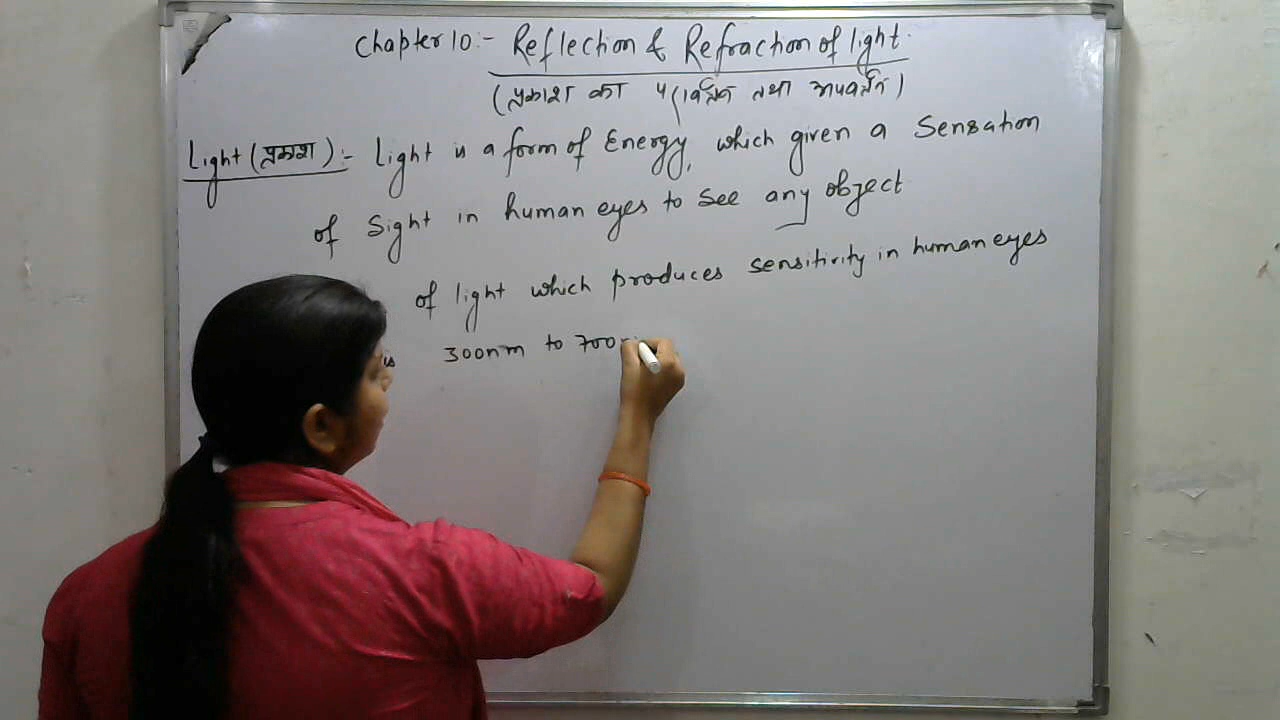 Chapter 10:- Reflection & Refraction of light.
(प्रकाश का परावर्तन तथा अपवर्तन)
Light (प्रकाश) :- Light is a form of Energy, which given a Sensation
of Sight in human eyes to see any object
of light which produces sensitivity in human eyes
is 300nm to 700